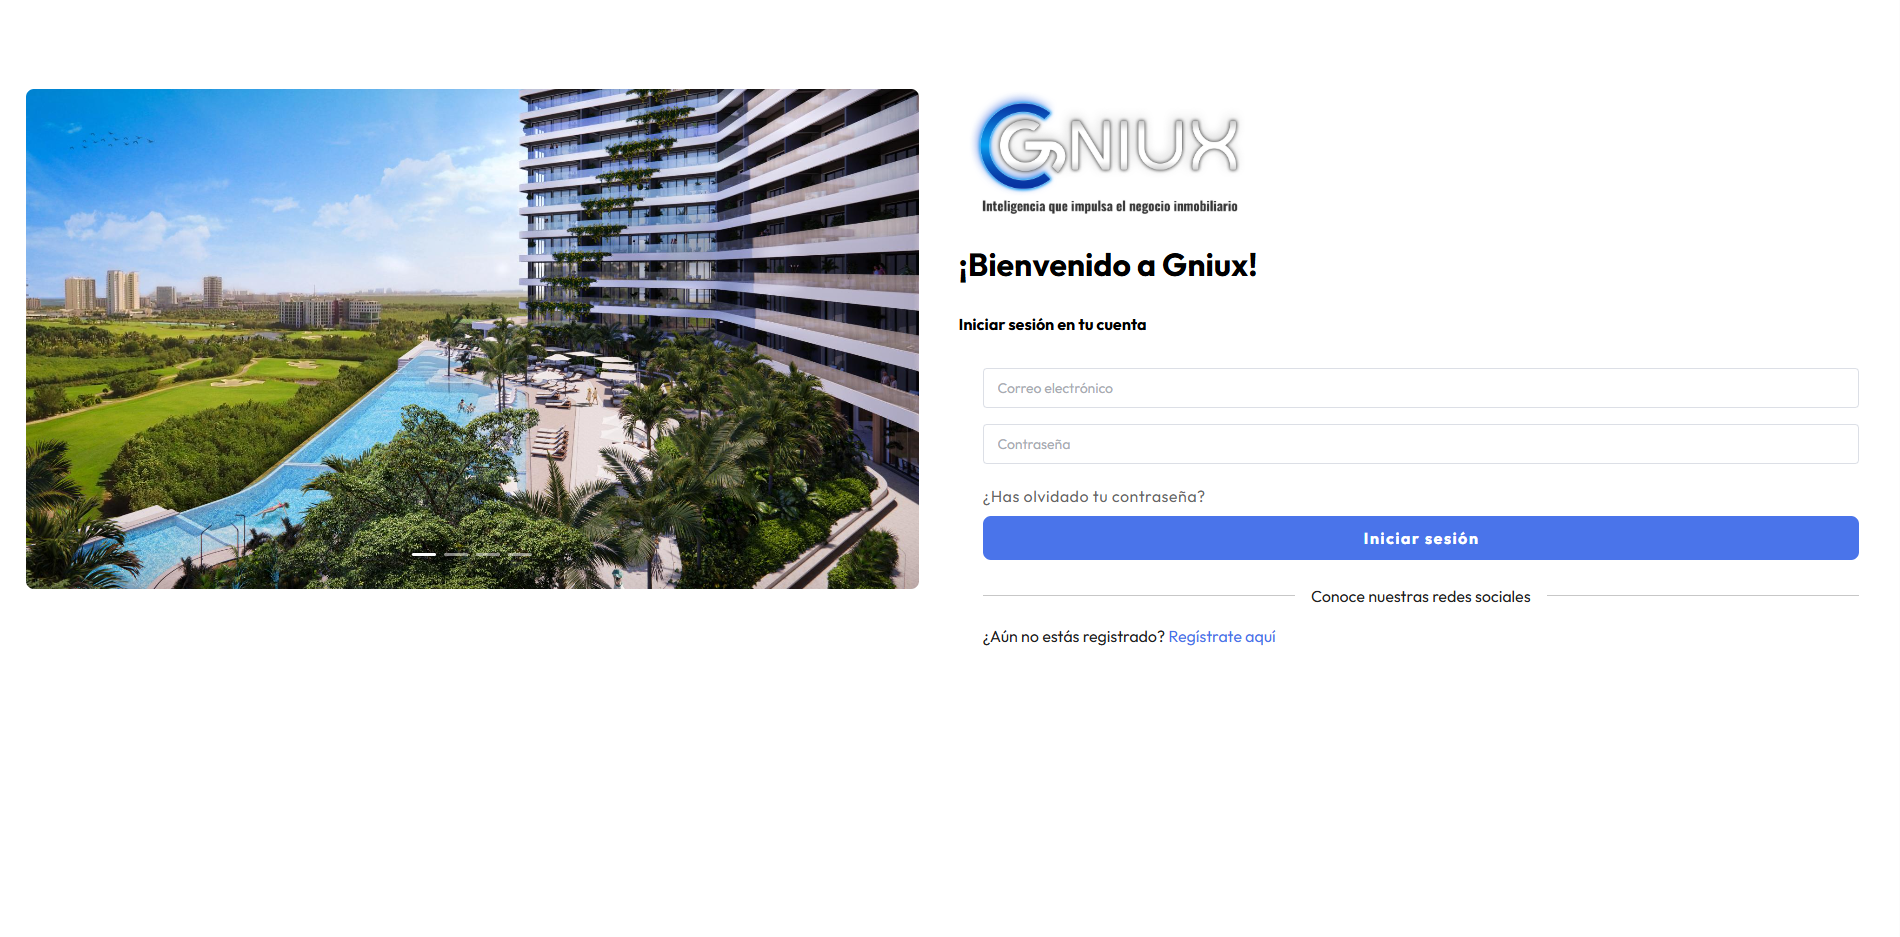 GNIUX
Inteligencia que impulsa el negocio inmobiliario
¡Bienvenido a Gniux!
Iniciar sesión en tu cuenta
Correo electrónico
Contraseña
¿Has olvidado tu contraseña?
Iniciar sesión
Conoce nuestras redes sociales
¿Aún no estás registrado? Regístrate aquí